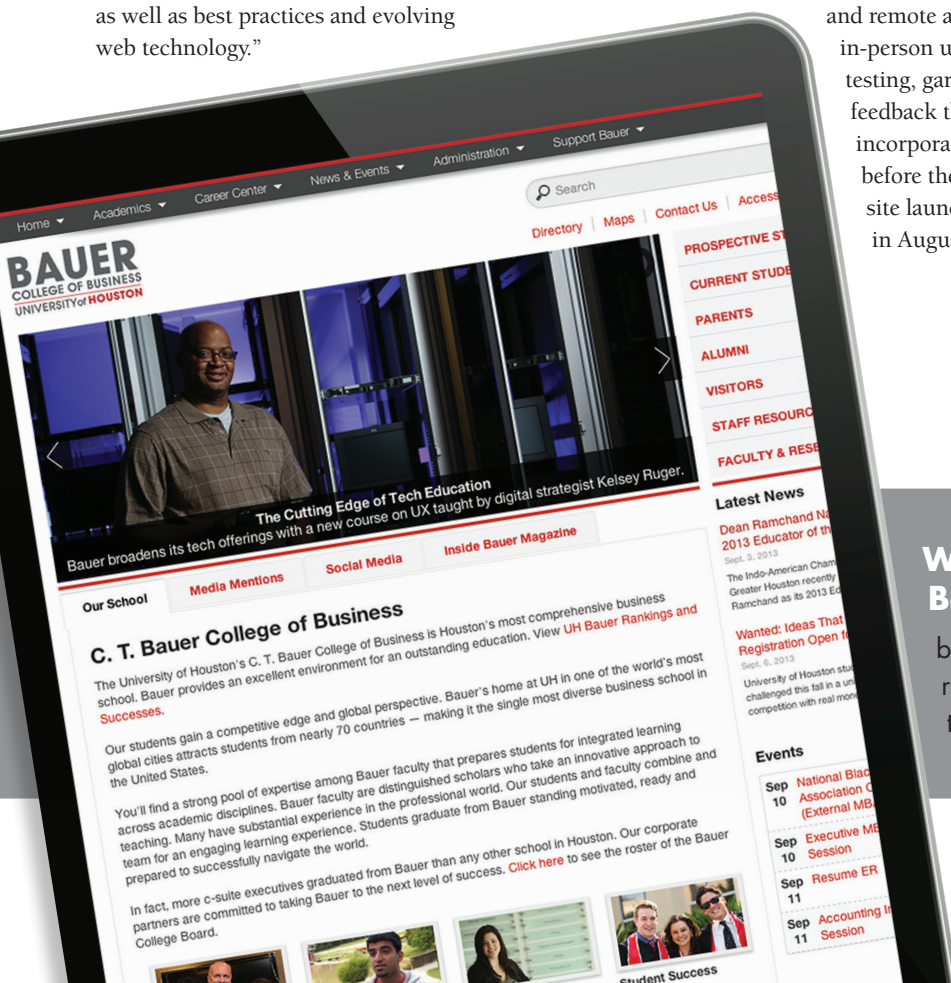 as well as best practices and evolving
web technology.”
and remote a
in-person u
testing, gar
feedback th
incorpora
before the
site laun
in Augu
Home
Academics
Career Center
News & Events
Administration
Support Bauer
Search
Directory | Maps | Contact Us | Access
BAUER
COLLEGE OF BUSINESS
UNIVERSITY of HOUSTON
The Cutting Edge of Tech Education
Bauer broadens its tech offerings with a new course on UX taught by digital strategist Kelsey Ruger.
PROSPECTIVE ST
CURRENT STUDE
PARENTS
ALUMNI
VISITORS
STAFF RESOURC
FACULTY & RESE
Our School
Media Mentions
Social Media
Inside Bauer Magazine
C. T. Bauer College of Business
The University of Houston's C. T. Bauer College of Business is Houston's most comprehensive business
school. Bauer provides an excellent environment for an outstanding education. View UH Bauer Rankings and
Successes.
Our students gain a competitive edge and global perspective. Bauer's home at UH in one of the world's most
global cities attracts students from nearly 70 countries — making it the single most diverse business school in
the United States.
You'll find a strong pool of expertise among Bauer faculty that prepares students for integrated learning
across academic disciplines. Bauer faculty are distinguished scholars who take an innovative approach to
teaching. Many have substantial experience in the professional world. Our students and faculty combine and
team for an engaging learning experience. Students graduate from Bauer standing motivated, ready and
prepared to successfully navigate the world.
In fact, more c-suite executives graduated from Bauer than any other school in Houston. Our corporate
partners are committed to taking Bauer to the next level of success. Click here to see the roster of the Bauer
College Board.
Student Success
Latest News
Dean Ramchand Na
2013 Educator of th
Sept. 3, 2013
The Indo-American Cham
Greater Houston recently
Ramchand as its 2013 Ed
Wanted: Ideas That
Registration Open fo
Sept. 6, 2013
University of Houston stu
challenged this fall in a uni
competition with real mone
Events
Sep 10 National Blac
Association C
(External MBA
Sep 10 Executive MB
Session
Sep 11 Resume ER
Sep 11 Accounting In
Session
W
B
b
r
f